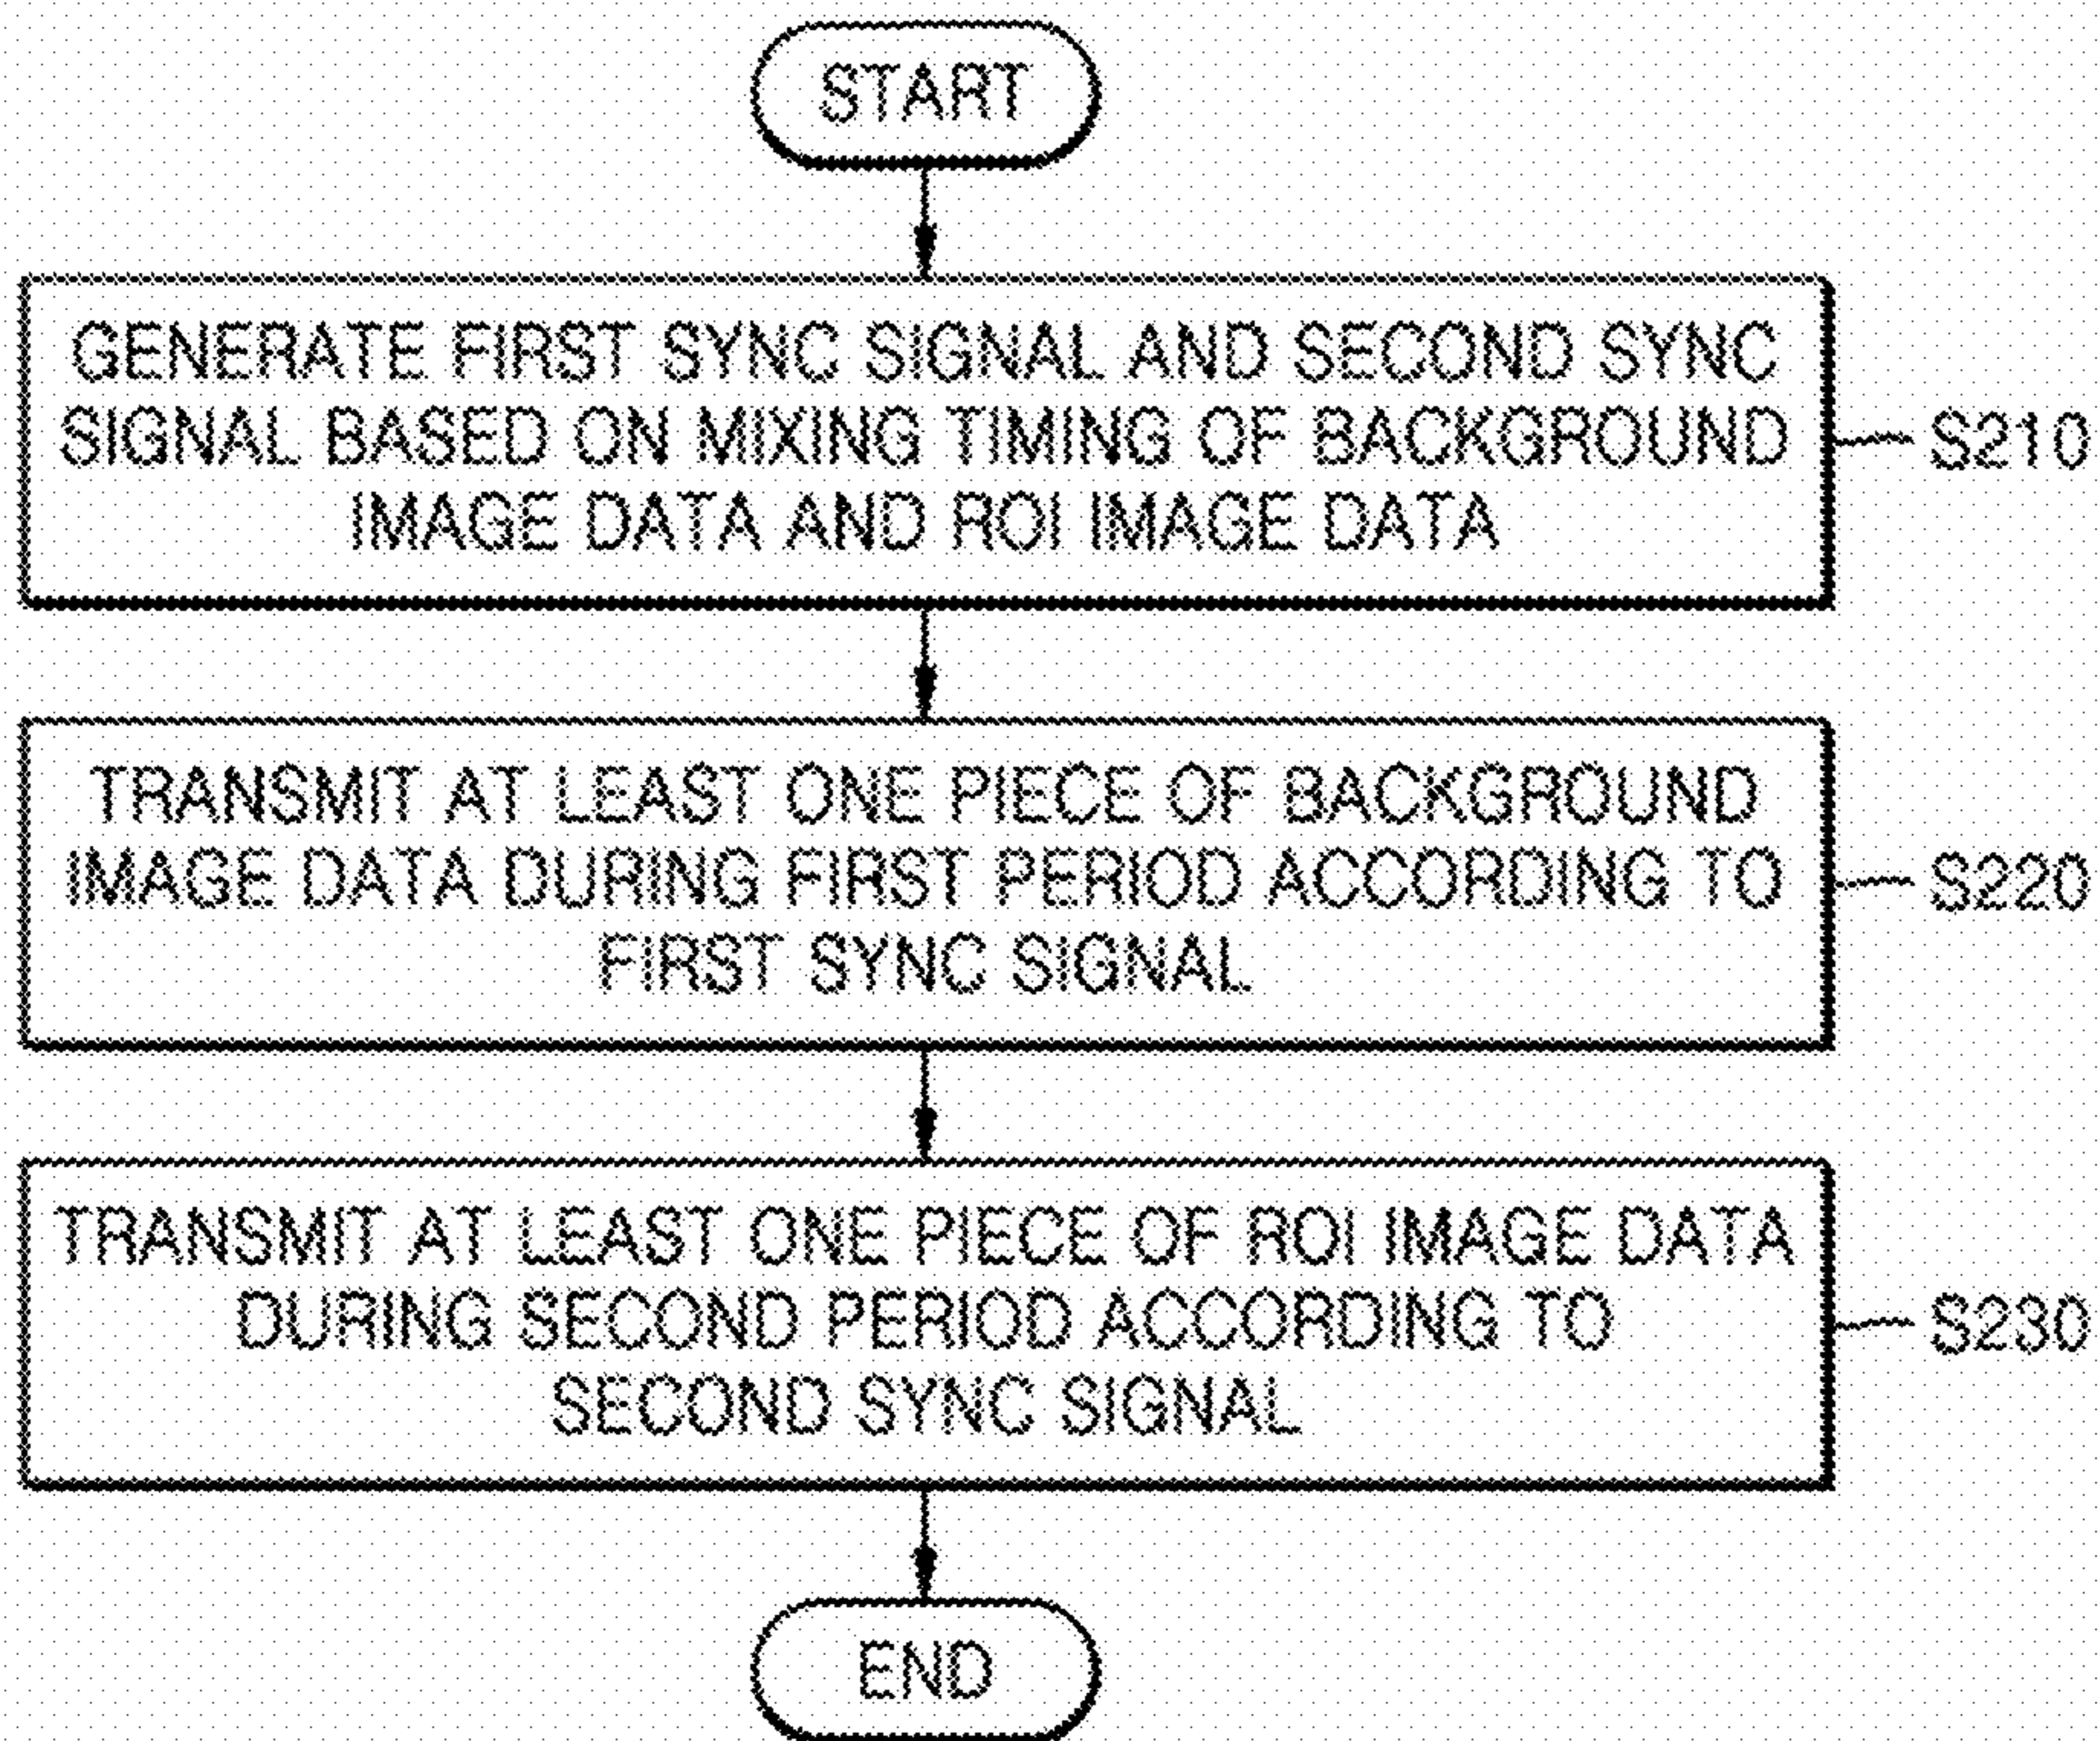 START
GENERATE FIRST SYNC SIGNAL AND SECOND SYNC
SIGNAL BASED ON MIXING TIMING OF BACKGROUND
IMAGE DATA AND ROI IMAGE DATA
S210
TRANSMIT AT LEAST ONE PIECE OF BACKGROUND
IMAGE DATA DURING FIRST PERIOD ACCORDING TO
FIRST SYNC SIGNAL
S220
TRANSMIT AT LEAST ONE PIECE OF ROI IMAGE DATA
DURING SECOND PERIOD ACCORDING TO
SECOND SYNC SIGNAL
S230
END